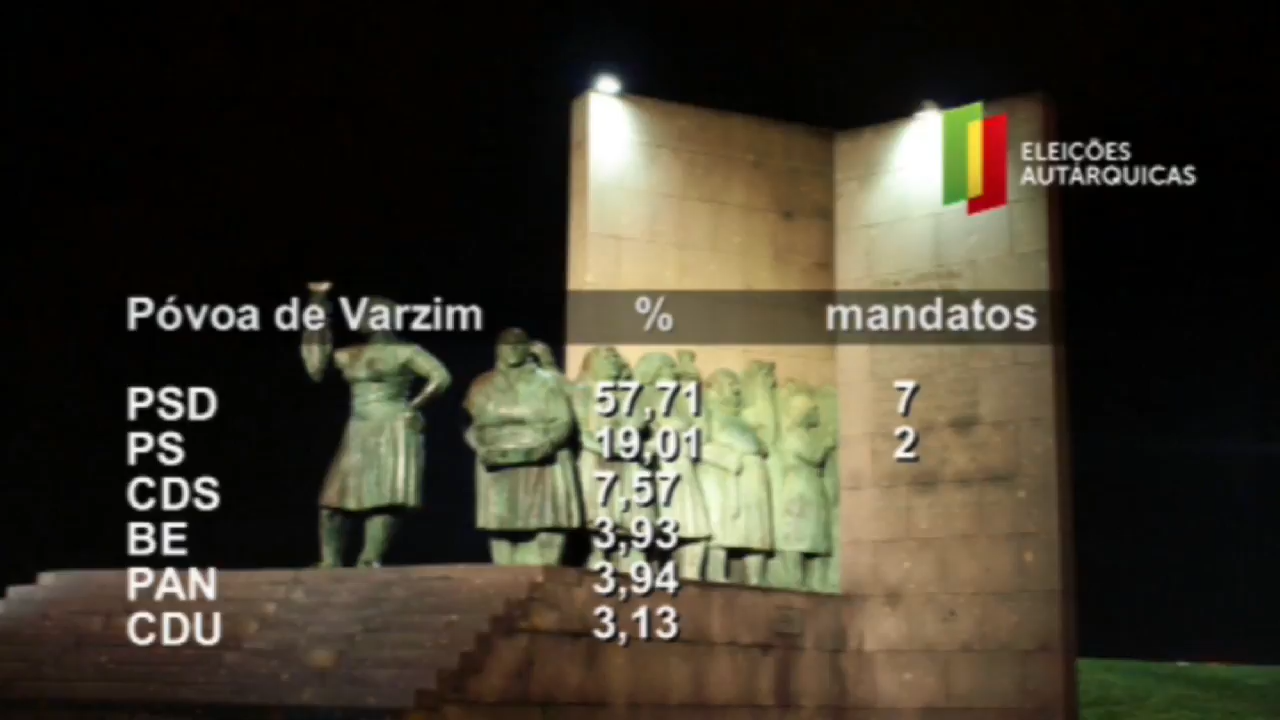 ELEIÇÕES
AUTÁRQUICAS
Póvoa de Varzim % mandatos
PSD 57,71 7
PS 19,01 2
CDS 7,57
BE 3,93
PAN 3,94
CDU 3,13